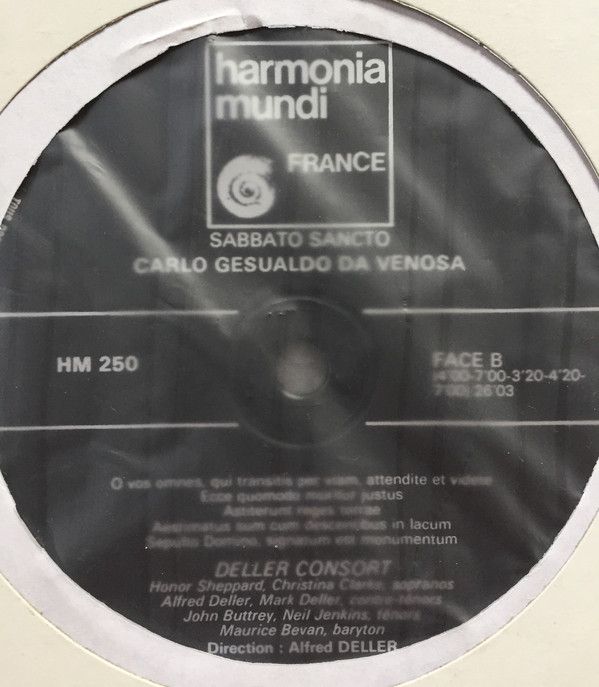 harmonia
mundi
FRANCE
SABBATO SANCTO
CARLO GESUALDO DA VENOSA
HM 250
FACE B
(4'00-7'00-3'20-4'20-
7'00) 26'03
O vos omnes, qui transitis per viam, attendite et videte
Ecce quomodo moritur justus
Astiterunt reges terrae
Aestimatus sum cum descendentibus in lacum
Sepulto Domino, signatum est monumentum
DELLER CONSORT
Honor Sheppard, Christina Clarke, sopranos
Alfred Deller, Mark Deller, contre-ténors
John Buttrey, Neil Jenkins, ténors
Maurice Bevan, baryton
Direction : Alfred DELLER